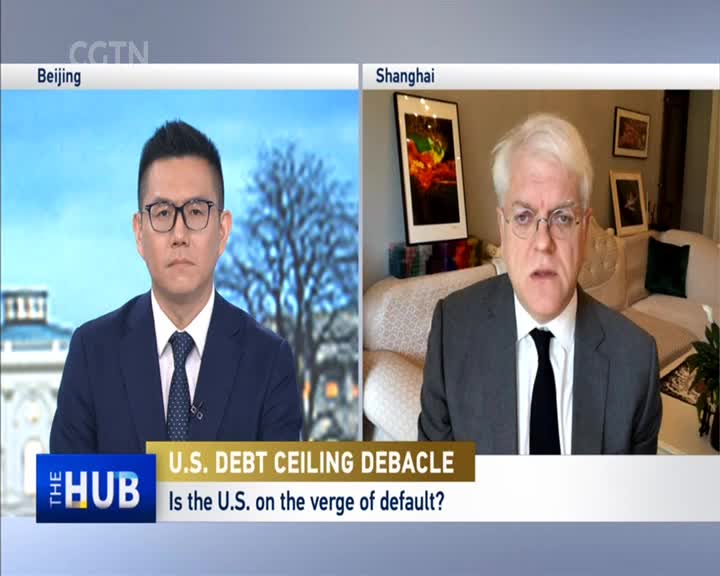 CGTN
Beijing
Shanghai
THE HUB
U.S. DEBT CEILING DEBACLE
Is the U.S. on the verge of default?